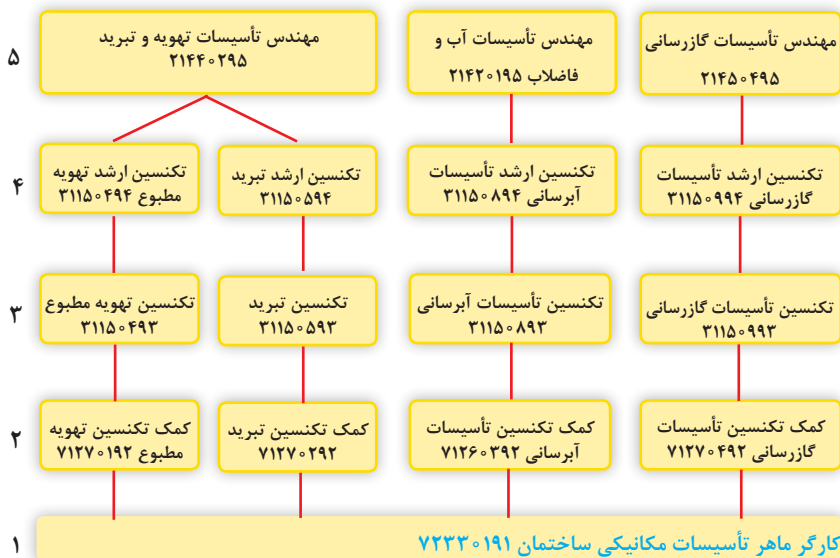 ۵
مهندس تأسیسات گازرسانی
۲۱۴۵۰۴۹۵
مهندس تأسیسات آب و
فاضلاب ۲۱۴۲۰۱۹۵
مهندس تأسیسات تهویه و تبرید
۲۱۴۴۰۲۹۵
۴
تکنسین ارشد تأسیسات
گازرسانی ۳۱۱۵۰۹۹۴
تکنسین ارشد تأسیسات
آبرسانی ۳۱۱۵۰۸۹۴
تکنسین ارشد تبرید
۳۱۱۵۰۵۹۴
تکنسین ارشد تهویه
مطبوع ۳۱۱۵۰۴۹۴
۳
تکنسین تأسیسات گازرسانی
۳۱۱۵۰۹۹۳
تکنسین تأسیسات آبرسانی
۳۱۱۵۰۸۹۳
تکنسین تبرید
۳۱۱۵۰۵۹۳
تکنسین تهویه مطبوع
۳۱۱۵۰۴۹۳
۲
کمک تکنسین تأسیسات
گازرسانی ۷۱۲۷۰۴۹۲
کمک تکنسین تأسیسات
آبرسانی ۷۱۲۶۰۳۹۲
کمک تکنسین تبرید
۷۱۲۷۰۲۹۲
کمک تکنسین تهویه
مطبوع ۷۱۲۷۰۱۹۲
۱
کارگر ماهر تأسیسات مکانیکی ساختمان ۷۲۳۳۰۱۹۱